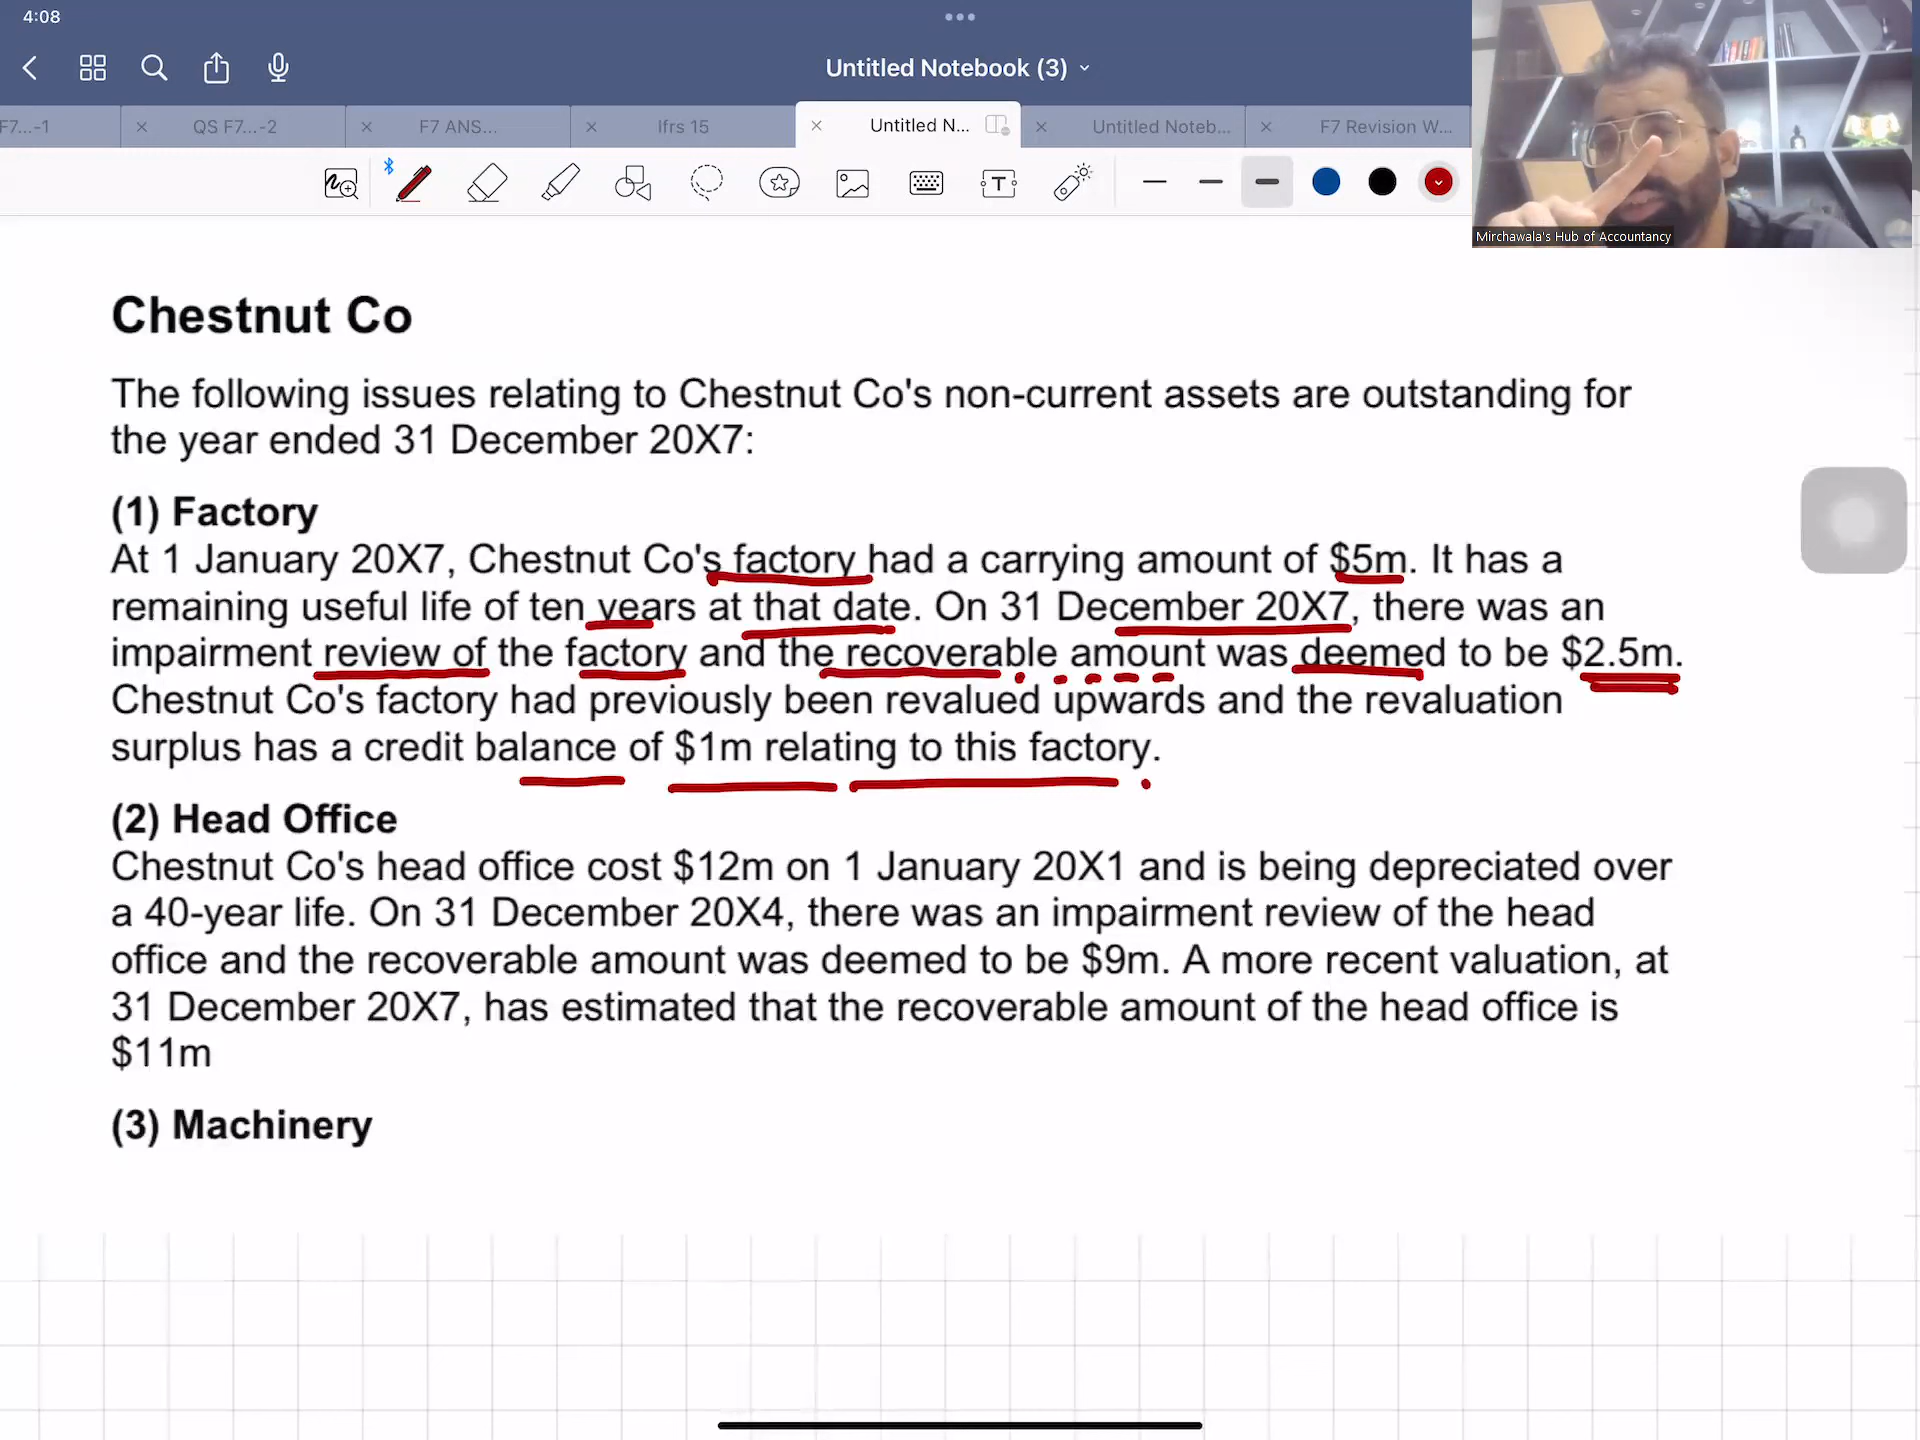 4:08
Untitled Notebook (3)
F7...-1
QS F7...-2
F7 ANS...
Ifrs 15
Untitled N...
Untitled Noteb...
F7 Revision W...
T
Mirchawala's Hub of Accountancy
Chestnut Co
The following issues relating to Chestnut Co's non-current assets are outstanding for
the year ended 31 December 20X7:
(1) Factory
At 1 January 20X7, Chestnut Co's factory had a carrying amount of $5m. It has a
remaining useful life of ten years at that date. On 31 December 20X7, there was an
impairment review of the factory and the recoverable amount was deemed to be $2.5m.
Chestnut Co's factory had previously been revalued upwards and the revaluation
surplus has a credit balance of $1m relating to this factory.
(2) Head Office
Chestnut Co's head office cost $12m on 1 January 20X1 and is being depreciated over
a 40-year life. On 31 December 20X4, there was an impairment review of the head
office and the recoverable amount was deemed to be $9m. A more recent valuation, at
31 December 20X7, has estimated that the recoverable amount of the head office is
$11m
(3) Machinery